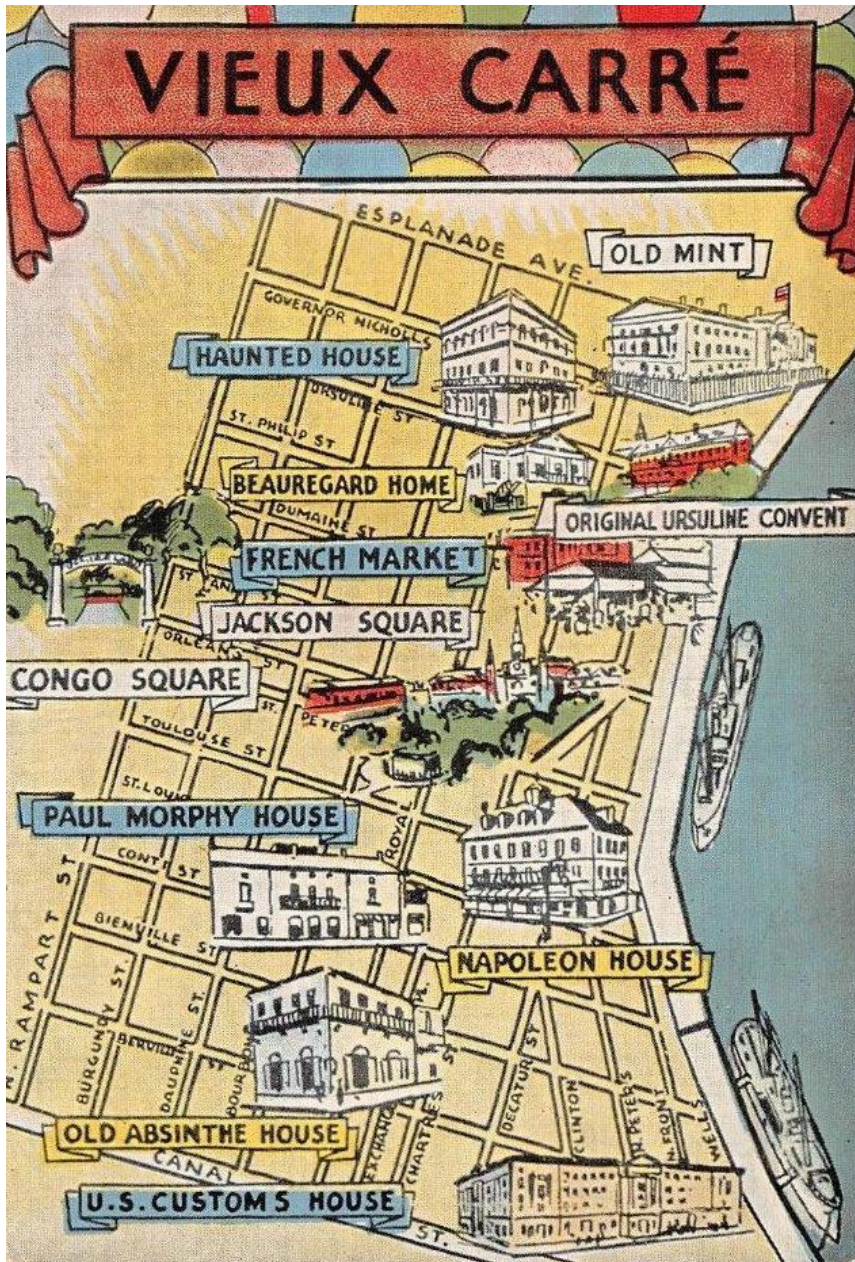 VIEUX CARRÉ
ESPLANADE AVE.
OLD MINT
GOVERNOR NICHOLLS
HAUNTED HOUSE
URSULINE ST
ST. PHILIP ST
BEAUREGARD HOME
DUMAINE ST
ORIGINAL URSULINE CONVENT
FRENCH MARKET
ST
JACKSON SQUARE
ORLEANS ST
CONGO SQUARE
ST.
PETER
TOULOUSE ST
ST. LOUIS
PAUL MORPHY HOUSE
ROYAL
CONTI ST
N. RAMPART ST
BIENVILLE ST
NAPOLEON HOUSE
BURGUNDY ST.
DAUPHINE ST.
ST
BOURBON
ST
DECATUR ST
CLINTON
N. PETERS
N. FRONT
WELLS
EXCHANGE
CHARTRES
OLD ABSINTHE HOUSE
CANAL
ST.
U.S. CUSTOMS HOUSE